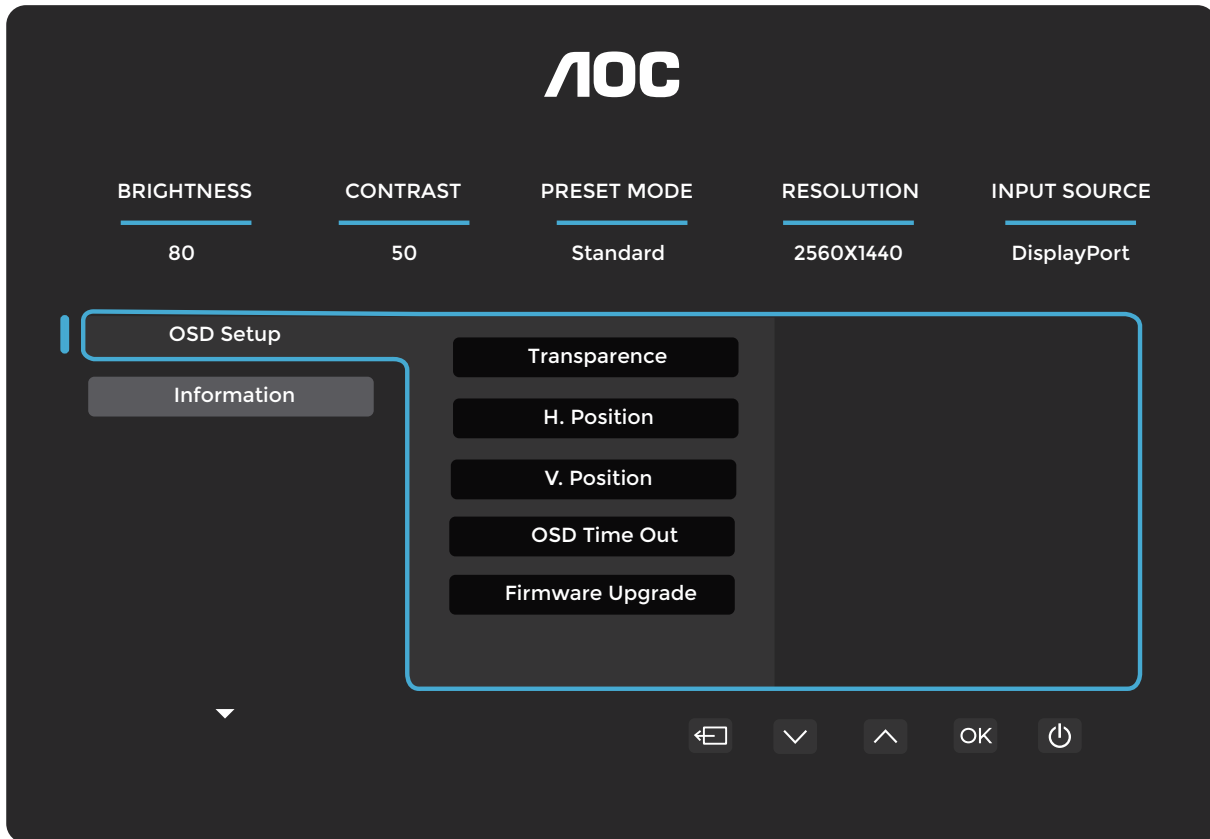 AOC
BRIGHTNESS CONTRAST PRESET MODE RESOLUTION INPUT SOURCE
80 50 Standard 2560X1440 DisplayPort
OSD Setup
Information
Transparence
H. Position
V. Position
OSD Time Out
Firmware Upgrade
OK